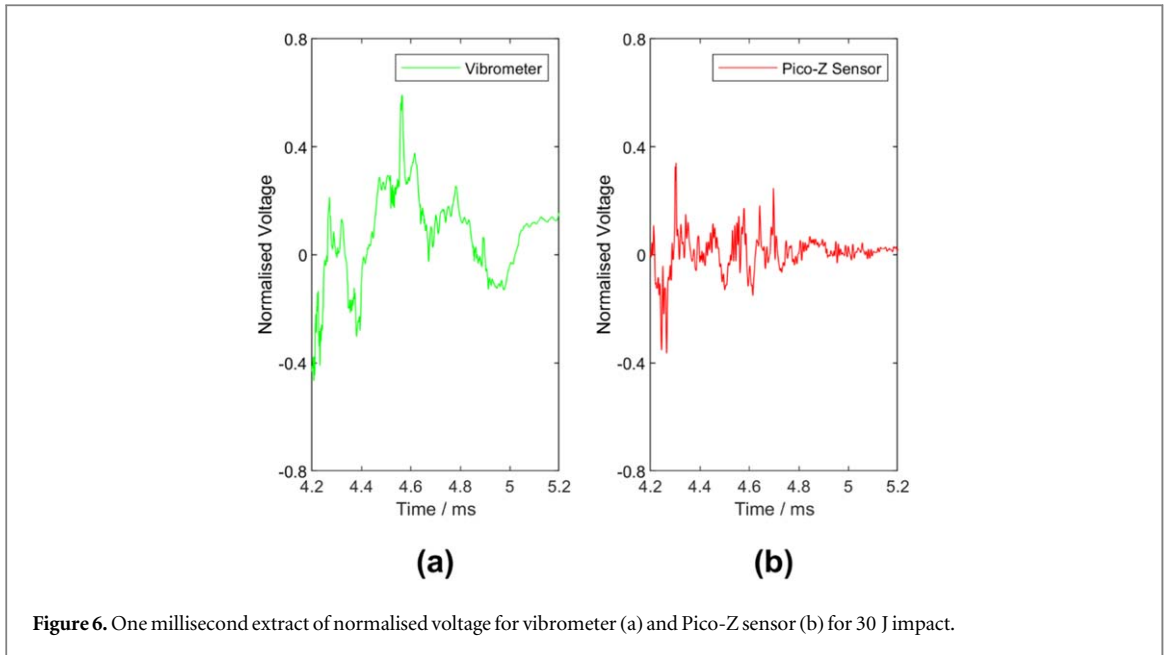 0.8
0.4
0
-0.4
-0.8
Normalised Voltage
Vibrometer
4.2 4.4 4.6 4.8 5 5.2
Time / ms
(a)
0.8
0.4
0
-0.4
-0.8
Normalised Voltage
Pico-Z Sensor
4.2 4.4 4.6 4.8 5 5.2
Time / ms
(b)
Figure 6. One millisecond extract of normalised voltage for vibrometer (a) and Pico-Z sensor (b) for 30 J impact.